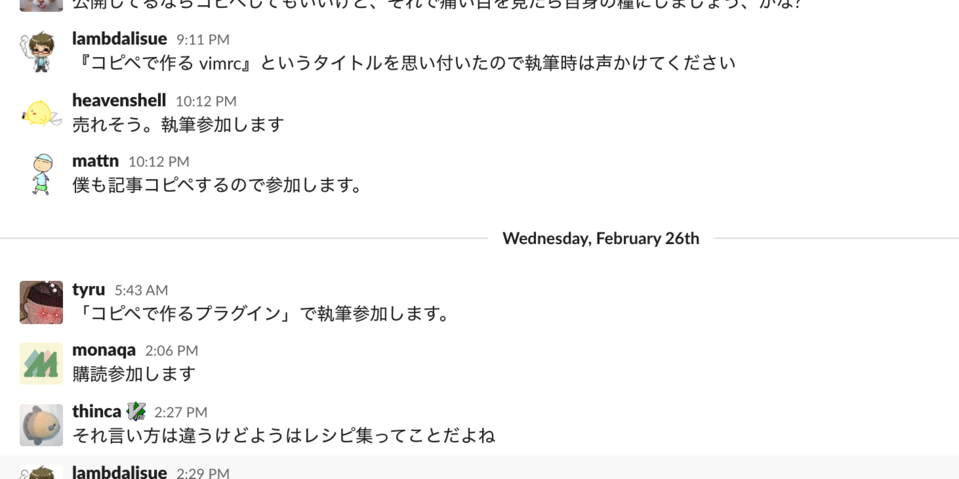 公開してるならコピペしてもいいけど、それで痛い目を見たら自身の糧にしましょう、かな?
lambdalisue 9:11 PM
『コピペで作る vimrc』というタイトルを思い付いたので執筆時は声かけてください
heavenshell 10:12 PM
売れそう。執筆参加します
mattn 10:12 PM
僕も記事コピペするので参加します。
Wednesday, February 26th
tyru 5:43 AM
「コピペで作るプラグイン」で執筆参加します。
monaqa 2:06 PM
購読参加します
thinca 2:27 PM
それ言い方は違うけどようはレシピ集ってことだよね
lambdalisue 2:29 PM